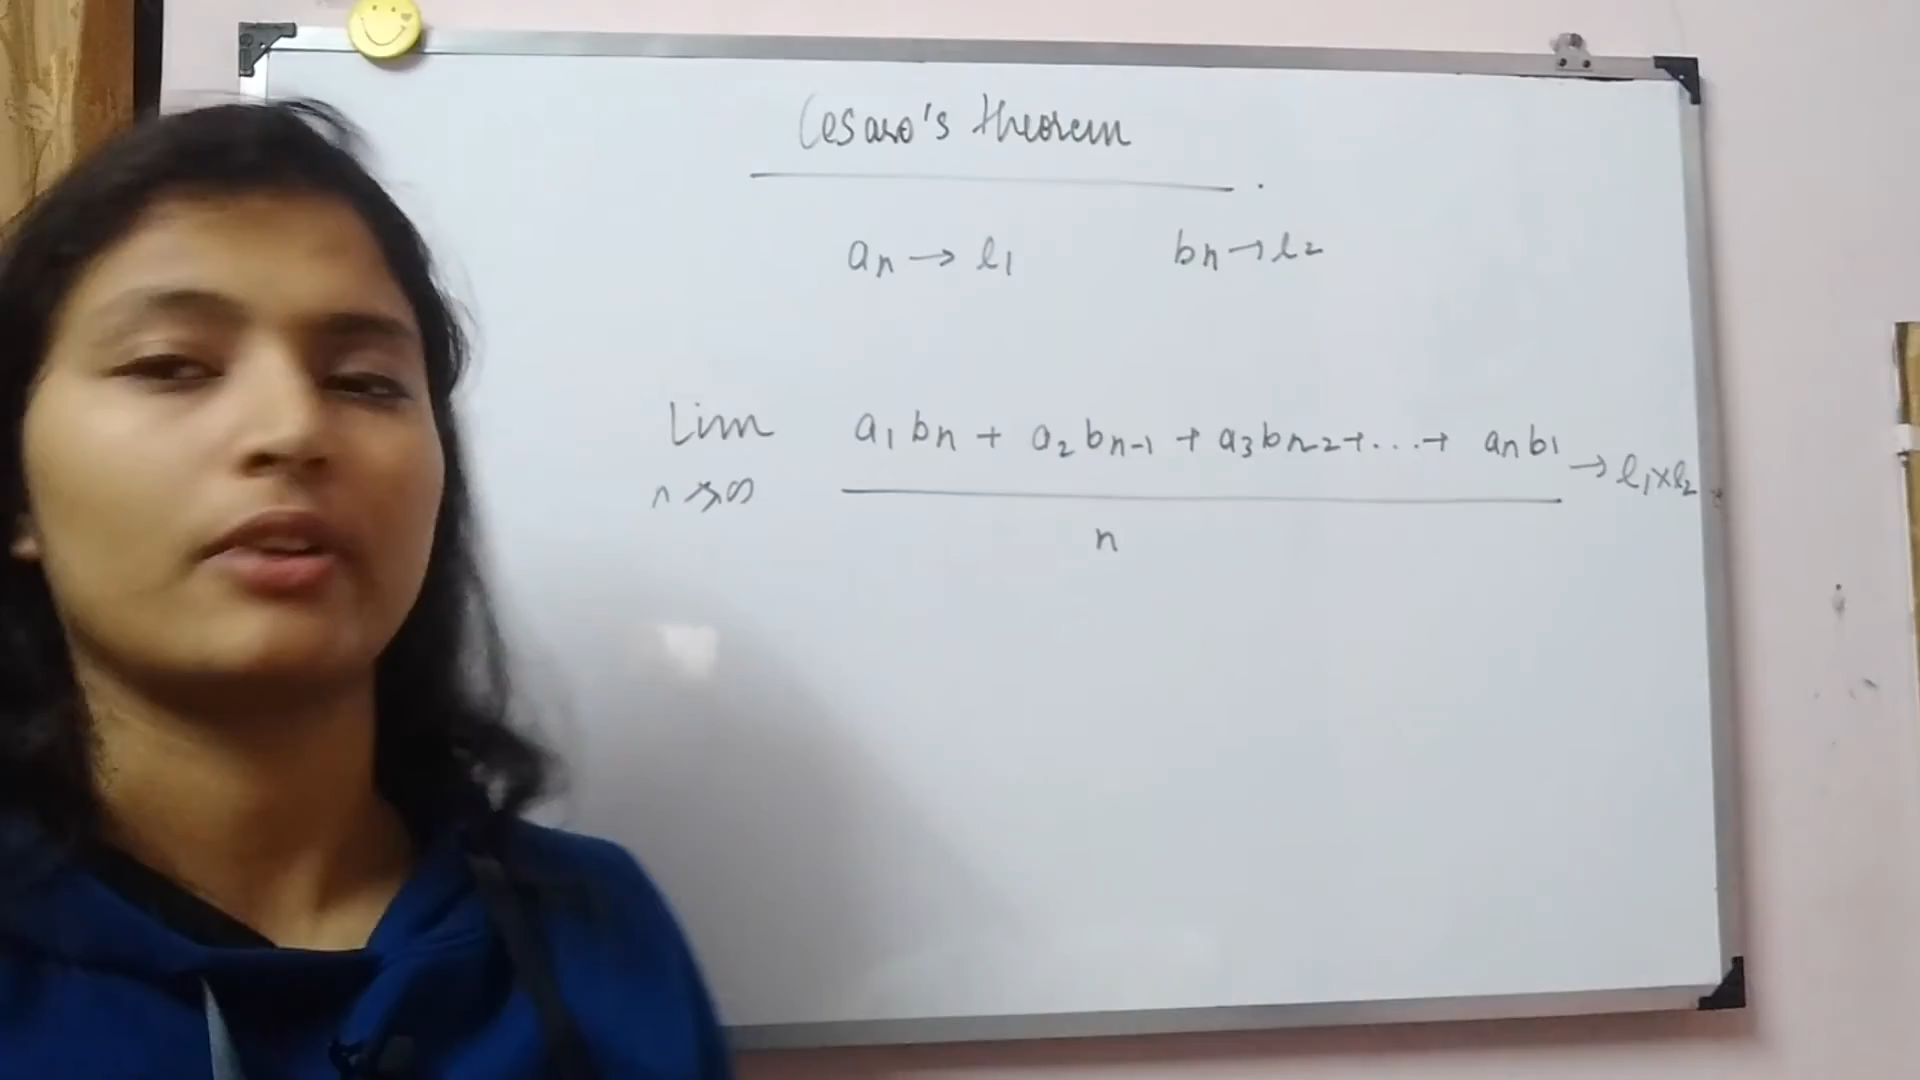 Cesaro's theorem
an → l1 bn → l2
Lim n→∞ a1bn + a2bn-1 + a3bn-2 + ... + anb1 → l1×l2
n